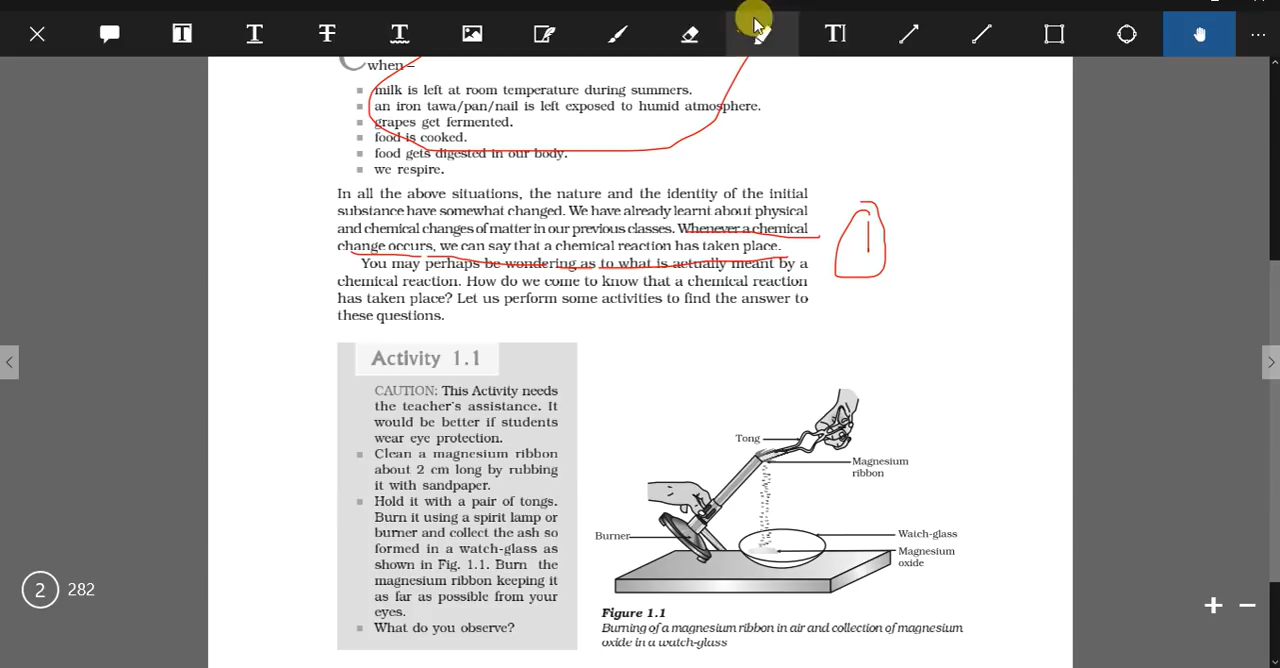 TI
when –
▪ milk is left at room temperature during summers.
▪ an iron tawa/pan/nail is left exposed to humid atmosphere.
▪ grapes get fermented.
▪ food is cooked.
▪ food gets digested in our body.
▪ we respire.
In all the above situations, the nature and the identity of the initial
substance have somewhat changed. We have already learnt about physical
and chemical changes of matter in our previous classes. Whenever a chemical
change occurs, we can say that a chemical reaction has taken place.
You may perhaps be wondering as to what is actually meant by a
chemical reaction. How do we come to know that a chemical reaction
has taken place? Let us perform some activities to find the answer to
these questions.
Activity 1.1
CAUTION: This Activity needs
the teacher's assistance. It
would be better if students
wear eye protection.
▪ Clean a magnesium ribbon
about 2 cm long by rubbing
it with sandpaper.
▪ Hold it with a pair of tongs.
Burn it using a spirit lamp or
burner and collect the ash so
formed in a watch-glass as
shown in Fig. 1.1. Burn the
magnesium ribbon keeping it
as far as possible from your
eyes.
▪ What do you observe?
Tong
Magnesium
ribbon
Burner
Watch-glass
Magnesium
oxide
Figure 1.1
Burning of a magnesium ribbon in air and collection of magnesium
oxide in a watch-glass
2 282